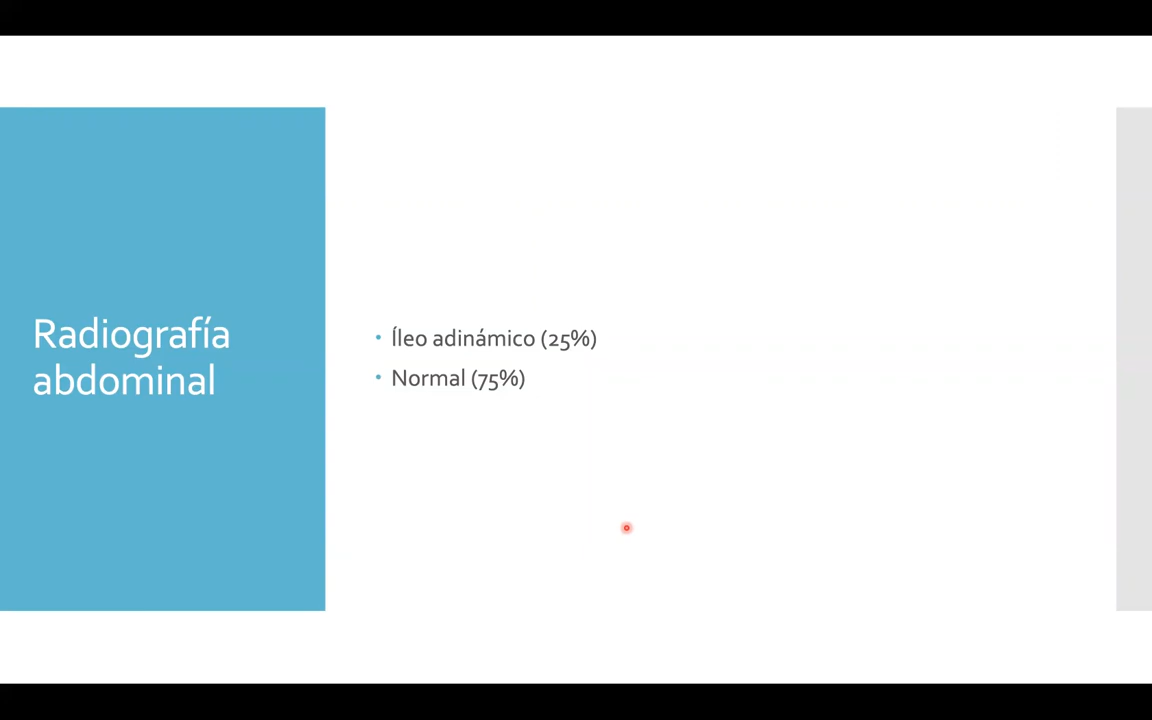 Radiografía
abdominal
• Íleo adinámico (25%)
• Normal (75%)